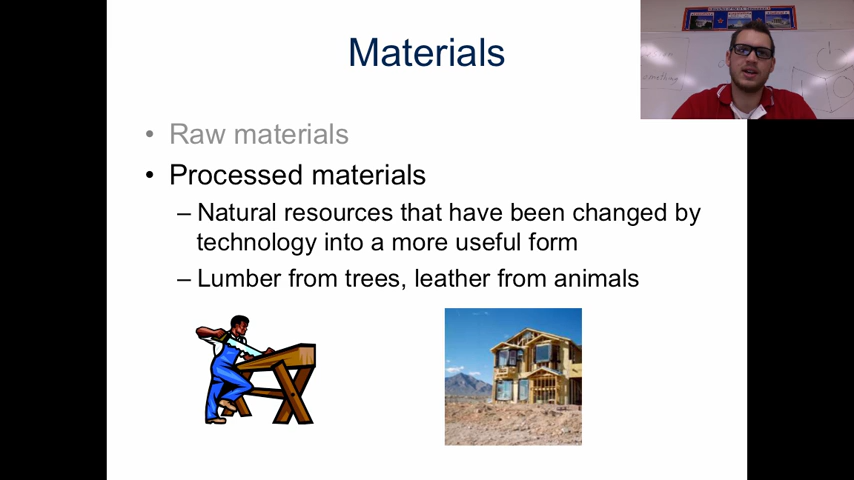 Materials
• Raw materials
• Processed materials
– Natural resources that have been changed by
technology into a more useful form
– Lumber from trees, leather from animals
something